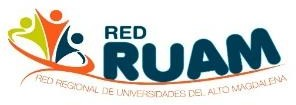 RED
RUAM
RED REGIONAL DE UNIVERSIDADES DEL ALTO MAGDALENA